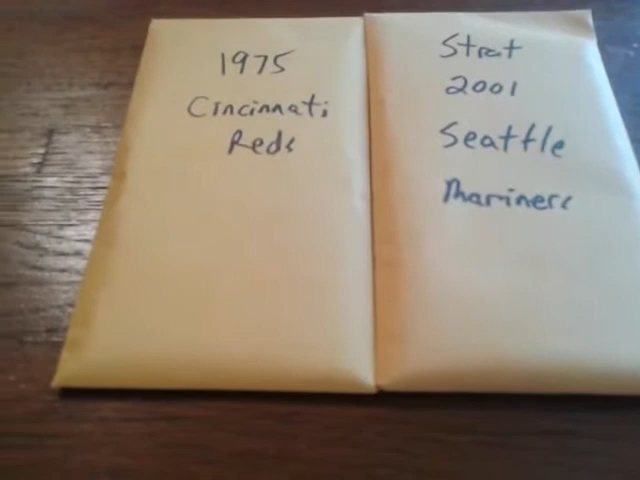 1975
Cincinnati
Reds
Strat
2001
Seattle
Mariners